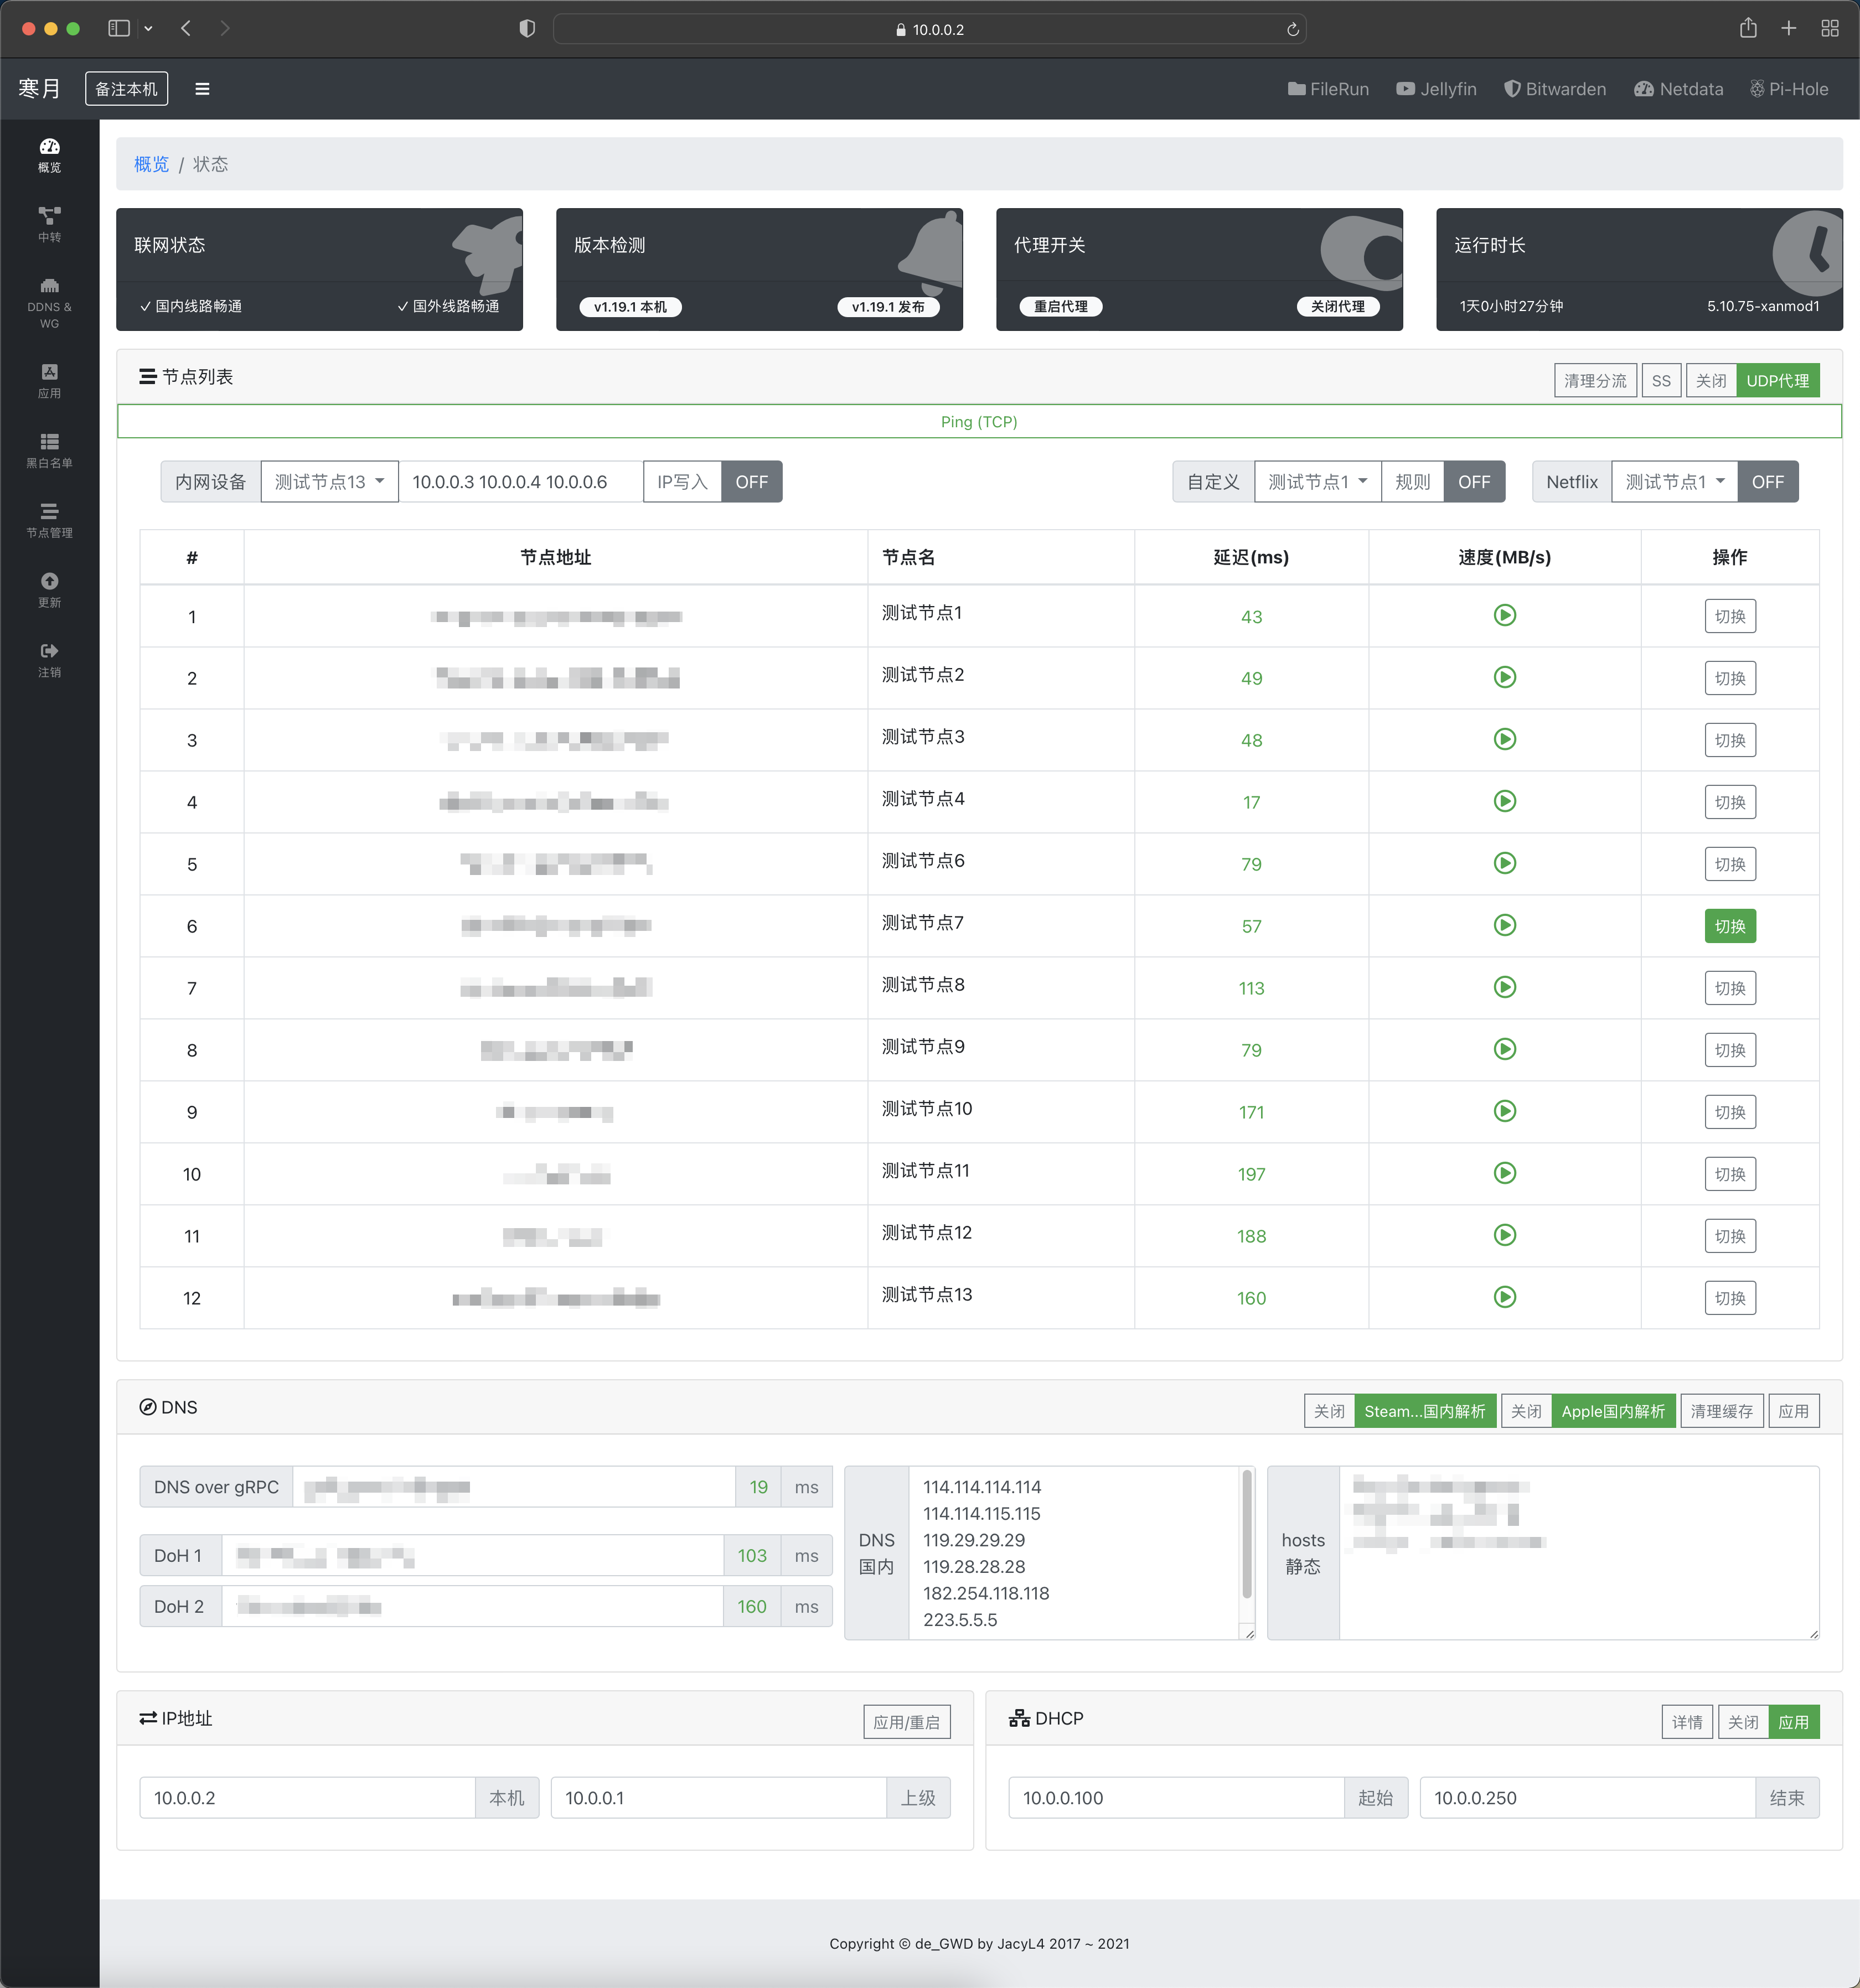 10.0.0.2
寒月 备注本机 FileRun Jellyfin Bitwarden Netdata Pi-Hole
概览
中转
DDNS &
WG
应用
黑白名单
节点管理
更新
注销
概览 / 状态
联网状态
国内线路畅通 国外线路畅通
版本检测
v1.19.1 本机 v1.19.1 发布
代理开关
重启代理 关闭代理
运行时长
1天0小时27分钟 5.10.75-xanmod1
节点列表 清理分流 SS 关闭 UDP代理
Ping (TCP)
内网设备 测试节点13 10.0.0.3 10.0.0.4 10.0.0.6 IP写入 OFF 自定义 测试节点1 规则 OFF Netflix 测试节点1 OFF
# 节点地址 节点名 延迟(ms) 速度(MB/s) 操作
1 测试节点1 43 切换
2 测试节点2 49 切换
3 测试节点3 48 切换
4 测试节点4 17 切换
5 测试节点6 79 切换
6 测试节点7 57 切换
7 测试节点8 113 切换
8 测试节点9 79 切换
9 测试节点10 171 切换
10 测试节点11 197 切换
11 测试节点12 188 切换
12 测试节点13 160 切换
DNS 关闭 Steam...国内解析 关闭 Apple国内解析 清理缓存 应用
DNS over gRPC 19 ms
DoH 1 103 ms
DoH 2 160 ms
DNS
国内
114.114.114.114
114.114.115.115
119.29.29.29
119.28.28.28
182.254.118.118
223.5.5.5
hosts
静态
IP地址 应用/重启
10.0.0.2 本机 10.0.0.1 上级
DHCP 详情 关闭 应用
10.0.0.100 起始 10.0.0.250 结束
Copyright © de_GWD by JacyL4 2017 ~ 2021